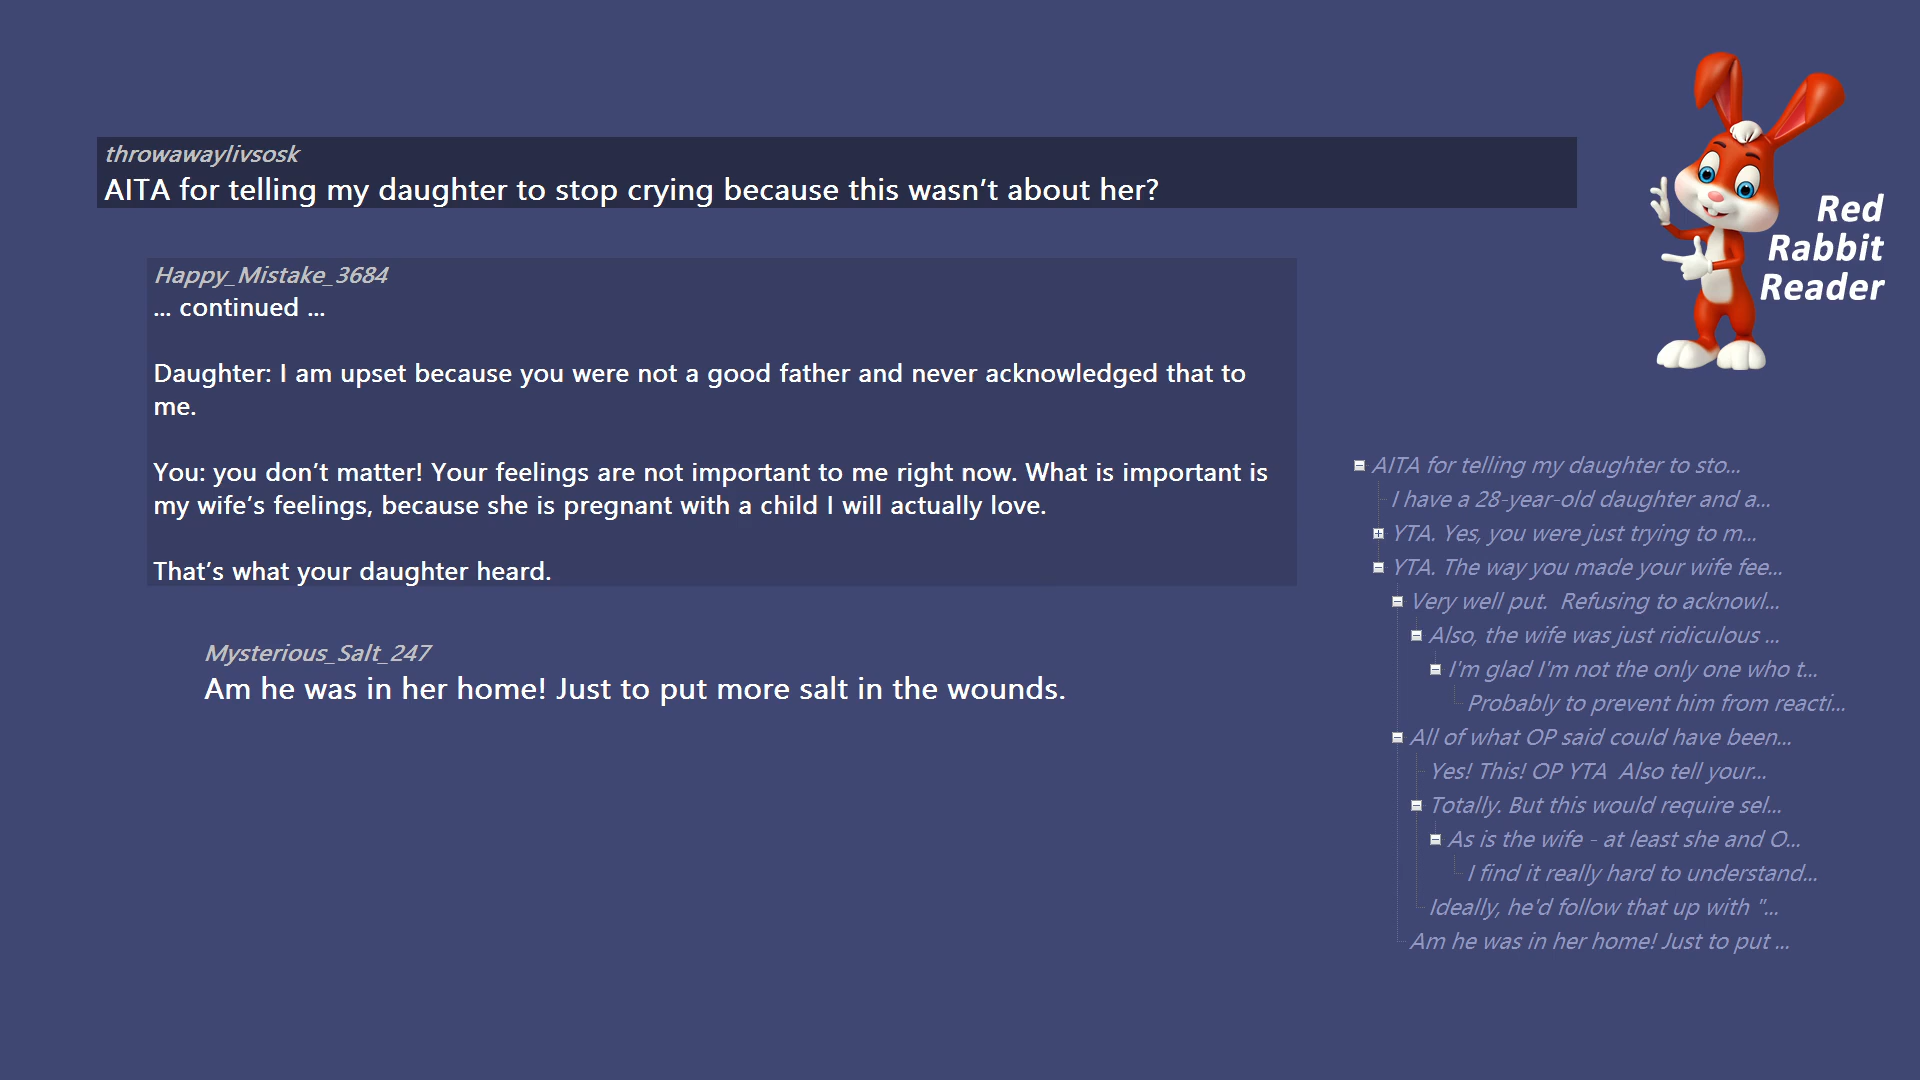 throwawaylivsosk
AITA for telling my daughter to stop crying because this wasn’t about her?
Happy_Mistake_3684
... continued ...
Daughter: I am upset because you were not a good father and never acknowledged that to
me.
You: you don’t matter! Your feelings are not important to me right now. What is important is
my wife’s feelings, because she is pregnant with a child I will actually love.
That’s what your daughter heard.
Mysterious_Salt_247
Am he was in her home! Just to put more salt in the wounds.
Red
Rabbit
Reader
AITA for telling my daughter to sto...
I have a 28-year-old daughter and a...
YTA. Yes, you were just trying to m...
YTA. The way you made your wife fee...
Very well put.  Refusing to acknowl...
Also, the wife was just ridiculous ...
I'm glad I'm not the only one who t...
Probably to prevent him from reacti...
All of what OP said could have been...
Yes! This! OP YTA  Also tell your...
Totally. But this would require sel...
As is the wife - at least she and O...
I find it really hard to understand...
Ideally, he'd follow that up with "...
Am he was in her home! Just to put ...